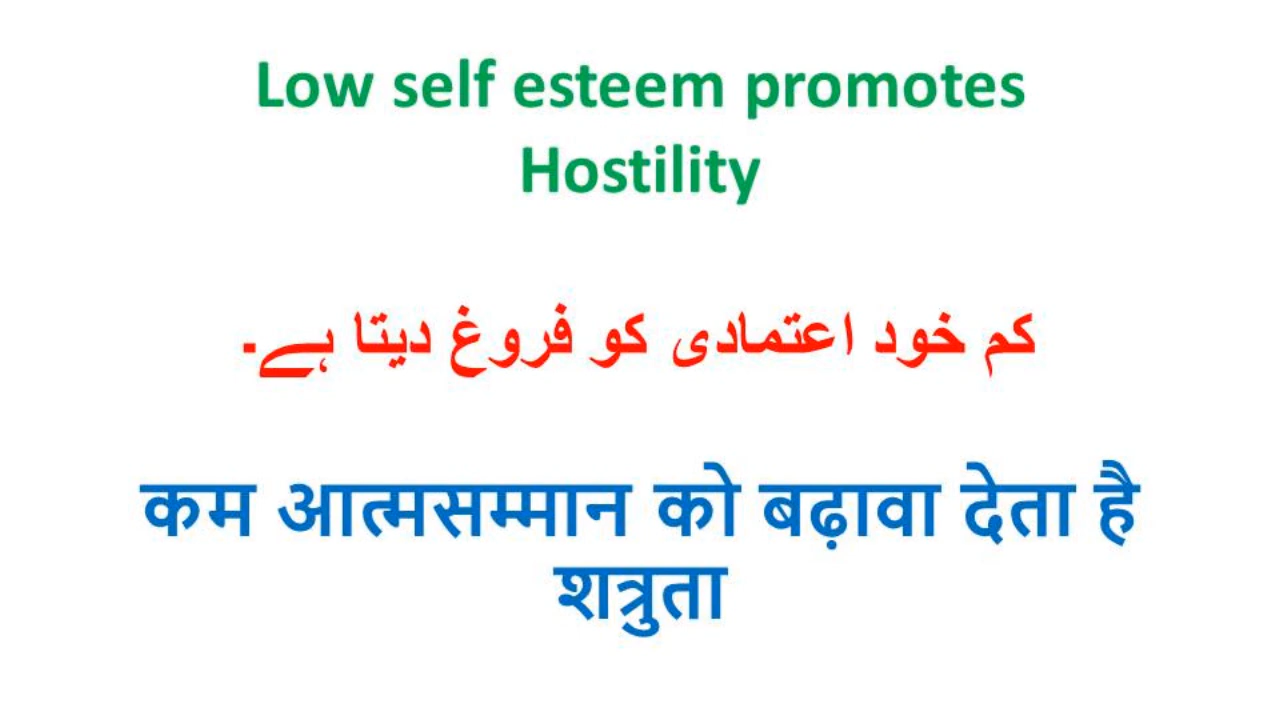 Low self esteem promotes
Hostility
کم خود اعتمادی کو فروغ دیتا ہے۔
कम आत्मसम्मान को बढ़ावा देता है
शत्रुता